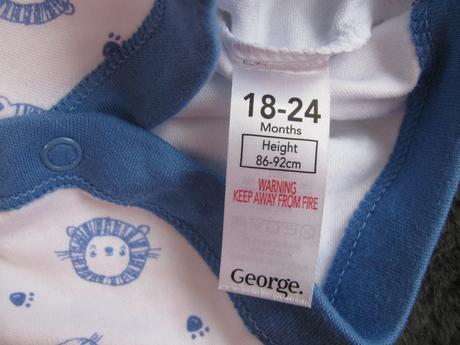 18-24
Months
Height
86-92cm
WARNING
KEEP AWAY FROM FIRE
George.